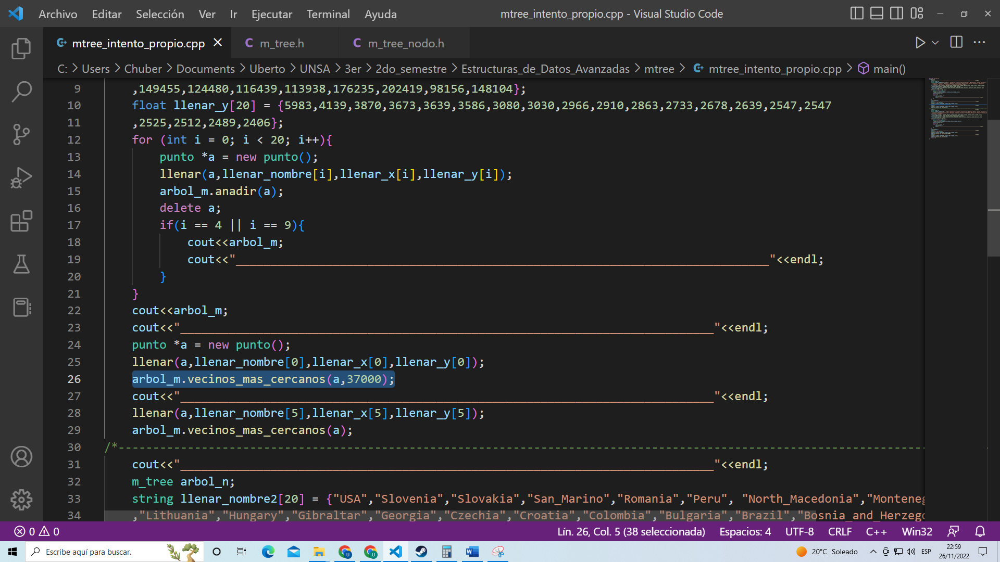 Archivo Editar Selección Ver Ir Ejecutar Terminal Ayuda mtree_intento_propio.cpp - Visual Studio Code
mtree_intento_propio.cpp m_tree.h m_tree_nodo.h
C: > Users > Chuber > Documents > Uberto > UNSA > 3er > 2do_semestre > Estructuras_de_Datos_Avanzadas > mtree > mtree_intento_propio.cpp > main()
9 ,149455,124480,116439,113938,176235,202419,98156,148104};
10 float llenar_y[20] = {5983,4139,3870,3673,3639,3586,3080,3030,2966,2910,2863,2733,2678,2639,2547,2547
11 ,2525,2512,2489,2406};
12 for (int i = 0; i < 20; i++){
13 punto *a = new punto();
14 llenar(a,llenar_nombre[i],llenar_x[i],llenar_y[i]);
15 arbol_m.anadir(a);
16 delete a;
17 if(i == 4 || i == 9){
18 cout<<arbol_m;
19 cout<<"_____________________________________________________________________________"<<endl;
20 }
21 }
22 cout<<arbol_m;
23 cout<<"_____________________________________________________________________________"<<endl;
24 punto *a = new punto();
25 llenar(a,llenar_nombre[0],llenar_x[0],llenar_y[0]);
26 arbol_m.vecinos_mas_cercanos(a,37000);
27 cout<<"_____________________________________________________________________________"<<endl;
28 llenar(a,llenar_nombre[5],llenar_x[5],llenar_y[5]);
29 arbol_m.vecinos_mas_cercanos(a);
30 /*--------------------------------------------------------------------------------------------------------------------
31 cout<<"_____________________________________________________________________________"<<endl;
32 m_tree arbol_n;
33 string llenar_nombre2[20] = {"USA","Slovenia","Slovakia","San_Marino","Romania","Peru", "North_Macedonia","Monteneg
34 ,"Lithuania","Hungary","Gibraltar","Georgia","Czechia","Croatia","Colombia","Bulgaria","Brazil","Bosnia_and_Herzego
0 0 Lín. 26, Col. 5 (38 seleccionada) Espacios: 4 UTF-8 CRLF C++ Win32
Escribe aquí para buscar. 20°C Soleado ESP 22:59
26/11/2022